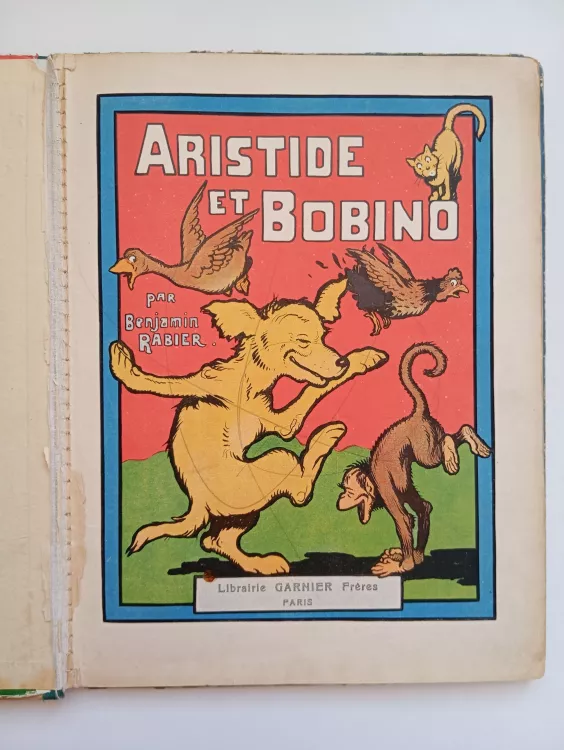 ARISTIDE
ET BOBINO
PAR
Benjamin
RABIER.
Librairie GARNIER Frères
PARIS